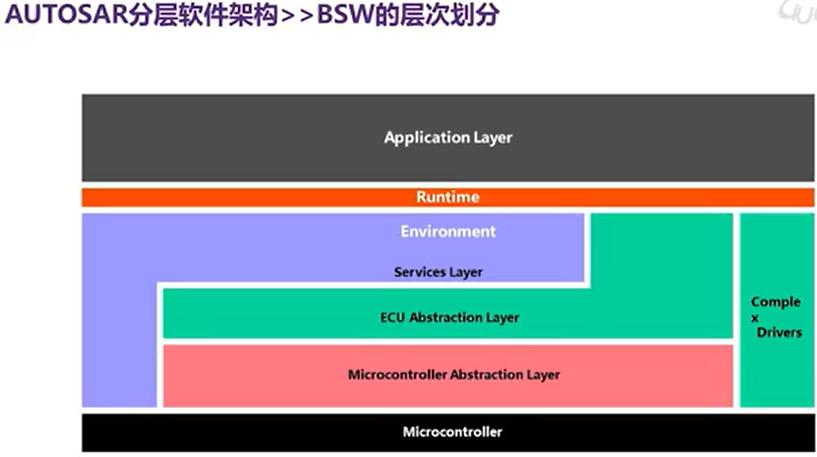 AUTOSAR分层软件架构>>BSW的层次划分
Application Layer
Runtime
Environment
Services Layer
ECU Abstraction Layer
Comple
x
Drivers
Microcontroller Abstraction Layer
Microcontroller